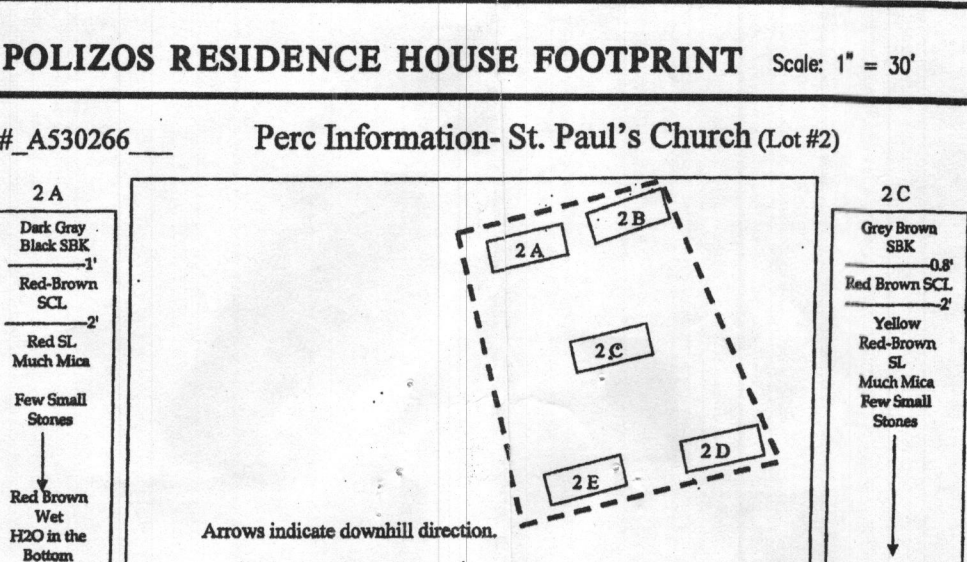 POLIZOS RESIDENCE HOUSE FOOTPRINT Scale: 1" = 30'
#_A530266___ Perc Information- St. Paul's Church (Lot #2)
2 A
Dark Gray
Black SBK
1'
Red-Brown
SCL
2'
Red SL
Much Mica
Few Small
Stones
Red Brown
Wet
H2O in the
Bottom
2 A
2 B
2 C
2 D
2 E
Arrows indicate downhill direction.
2 C
Grey Brown
SBK
0.8'
Red Brown SCL
2'
Yellow
Red-Brown
SL
Much Mica
Few Small
Stones